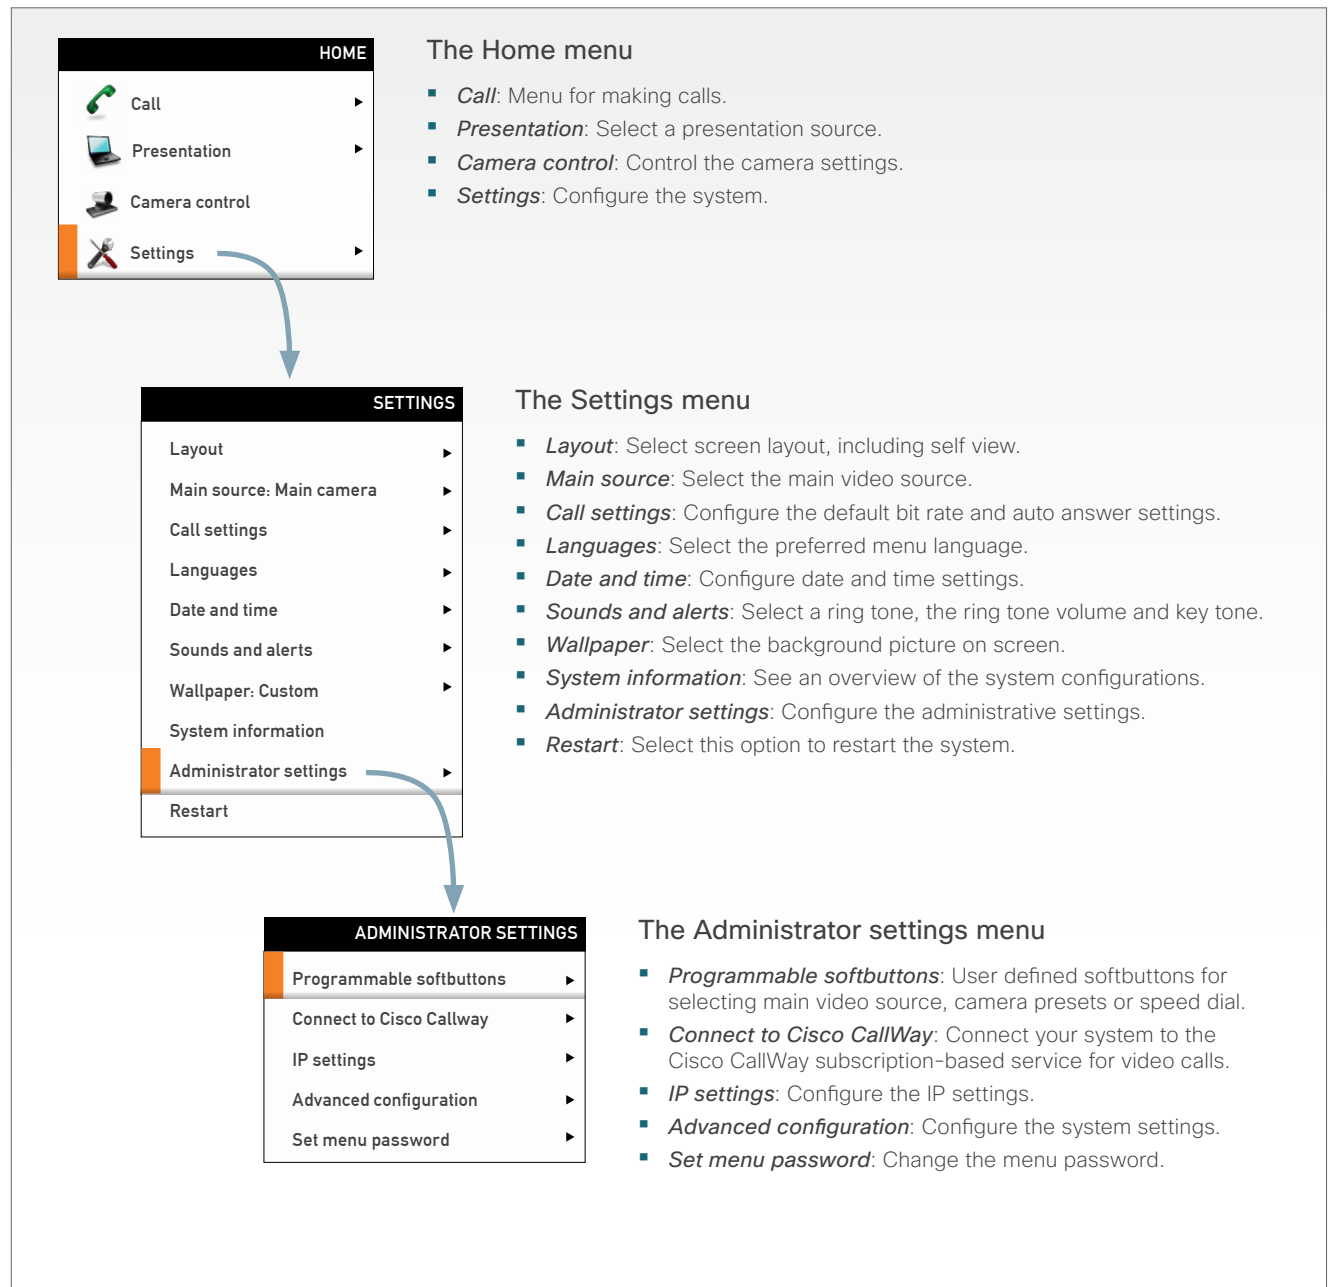 HOME
Call
Presentation
Camera control
Settings
The Home menu
Call: Menu for making calls.
Presentation: Select a presentation source.
Camera control: Control the camera settings.
Settings: Configure the system.
SETTINGS
Layout
Main source: Main camera
Call settings
Languages
Date and time
Sounds and alerts
Wallpaper: Custom
System information
Administrator settings
Restart
The Settings menu
Layout: Select screen layout, including self view.
Main source: Select the main video source.
Call settings: Configure the default bit rate and auto answer settings.
Languages: Select the preferred menu language.
Date and time: Configure date and time settings.
Sounds and alerts: Select a ring tone, the ring tone volume and key tone.
Wallpaper: Select the background picture on screen.
System information: See an overview of the system configurations.
Administrator settings: Configure the administrative settings.
Restart: Select this option to restart the system.
ADMINISTRATOR SETTINGS
Programmable softbuttons
Connect to Cisco Callway
IP settings
Advanced configuration
Set menu password
The Administrator settings menu
Programmable softbuttons: User defined softbuttons for
selecting main video source, camera presets or speed dial.
Connect to Cisco CallWay: Connect your system to the
Cisco CallWay subscription-based service for video calls.
IP settings: Configure the IP settings.
Advanced configuration: Configure the system settings.
Set menu password: Change the menu password.